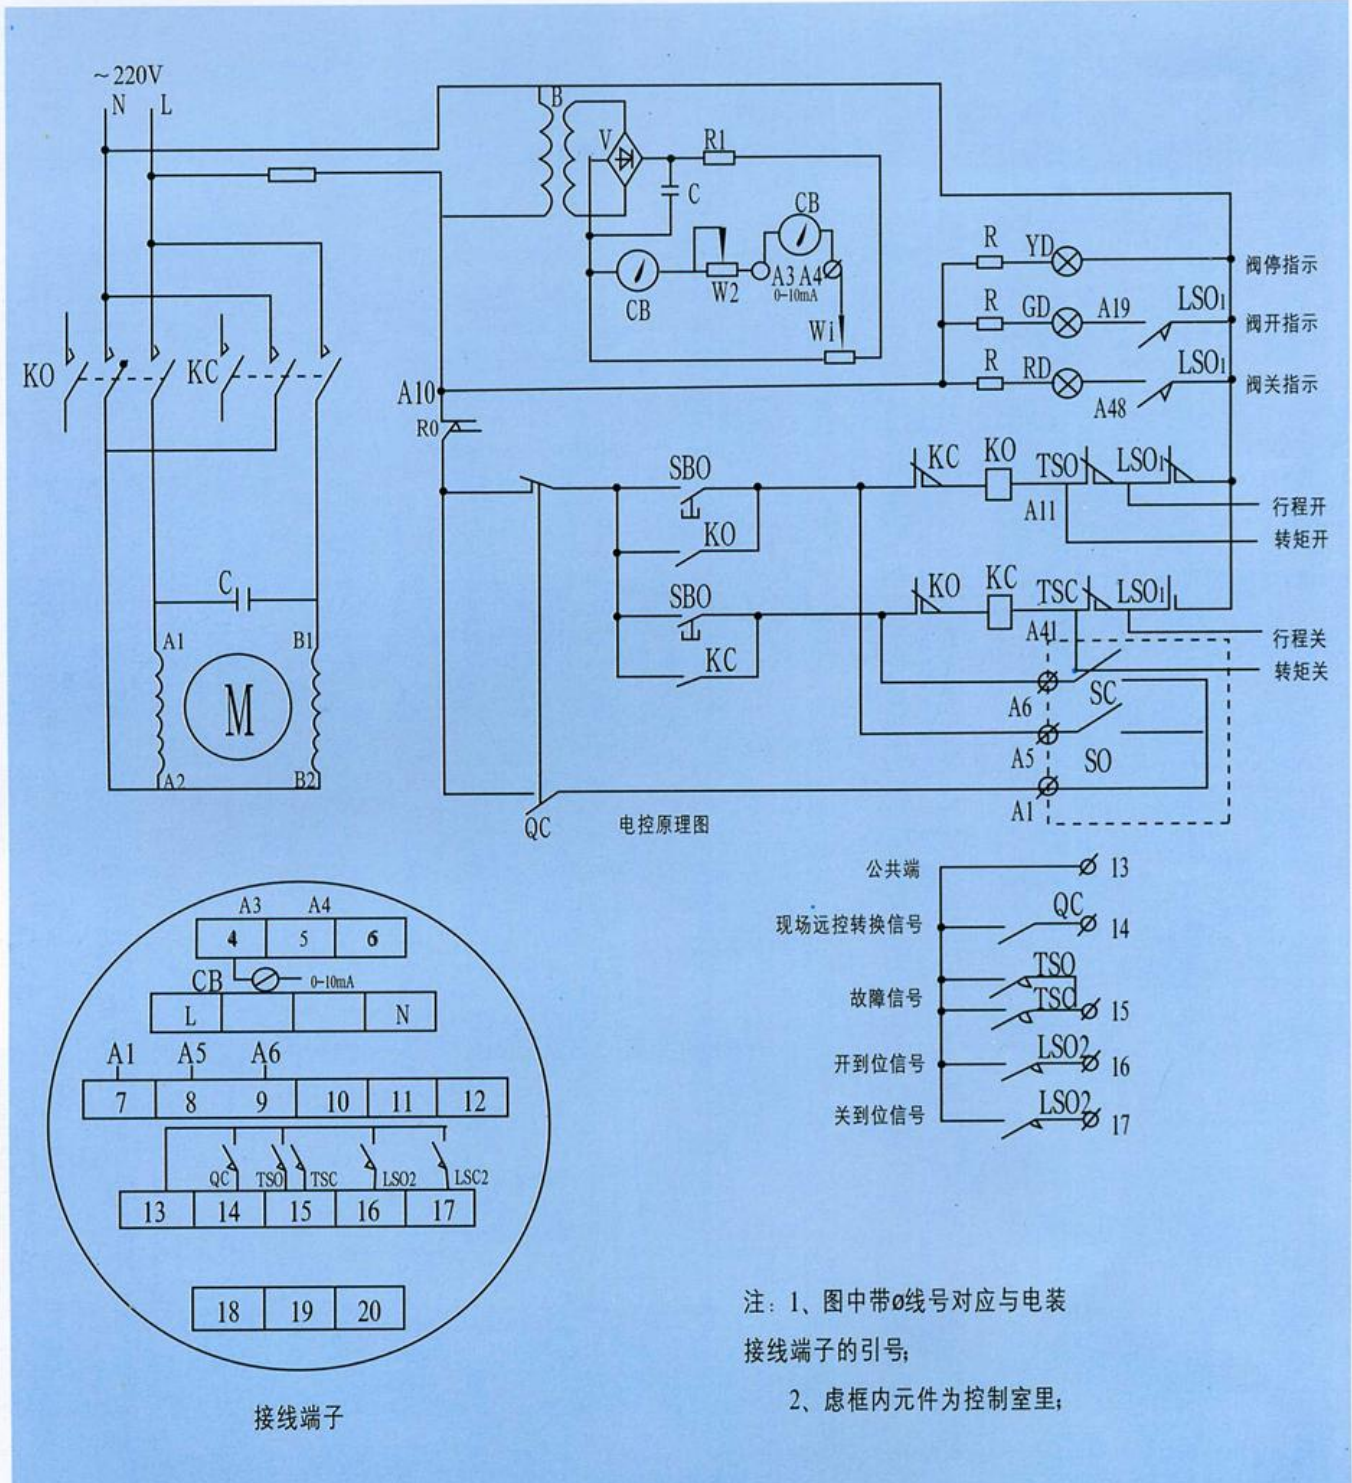 ~220V
N L
B
V R1
C
CB
CB W2 A3 A4
0-10mA
Wi
R YD 阀停指示
R GD A19 LSO1 阀开指示
R RD LSO1 阀关指示
A48
KO KC
A10
R0
SBO KC KO TSO LSO1
A11 行程开
KO 转矩开
SBO KO KC TSC LSO1
A41 行程关
KC 转矩关
A6 SC
A5 SO
A1
C
A1 B1
M
A2 B2
QC 电控原理图
公共端 13
现场远控转换信号 QC 14
TSO
故障信号 TSC 15
开到位信号 LSO2 16
关到位信号 LSO2 17
A3 A4
4 5 6
CB 0-10mA
L N
A1 A5 A6
7 8 9 10 11 12
QC TSO TSC LSO2 LSC2
13 14 15 16 17
18 19 20
接线端子
注: 1、图中带ø线号对应与电装
接线端子的引号;
2、虑框内元件为控制室里;